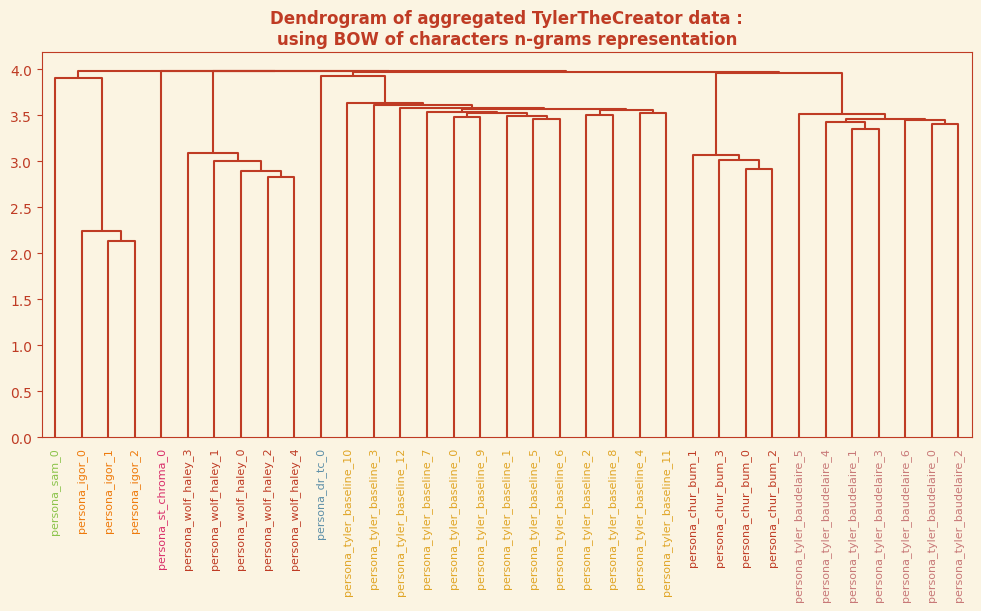 Dendrogram of aggregated TylerTheCreator data :
using BOW of characters n-grams representation
4.0
3.5
3.0
2.5
2.0
1.5
1.0
0.5
0.0
persona_sam_0
persona_igor_0
persona_igor_1
persona_igor_2
persona_st_chroma_0
persona_wolf_haley_3
persona_wolf_haley_1
persona_wolf_haley_0
persona_wolf_haley_2
persona_wolf_haley_4
persona_dr_tc_0
persona_tyler_baseline_10
persona_tyler_baseline_3
persona_tyler_baseline_12
persona_tyler_baseline_7
persona_tyler_baseline_0
persona_tyler_baseline_9
persona_tyler_baseline_1
persona_tyler_baseline_5
persona_tyler_baseline_6
persona_tyler_baseline_2
persona_tyler_baseline_8
persona_tyler_baseline_4
persona_tyler_baseline_11
persona_chur_bum_1
persona_chur_bum_3
persona_chur_bum_0
persona_chur_bum_2
persona_tyler_baudelaire_5
persona_tyler_baudelaire_4
persona_tyler_baudelaire_1
persona_tyler_baudelaire_3
persona_tyler_baudelaire_6
persona_tyler_baudelaire_0
persona_tyler_baudelaire_2